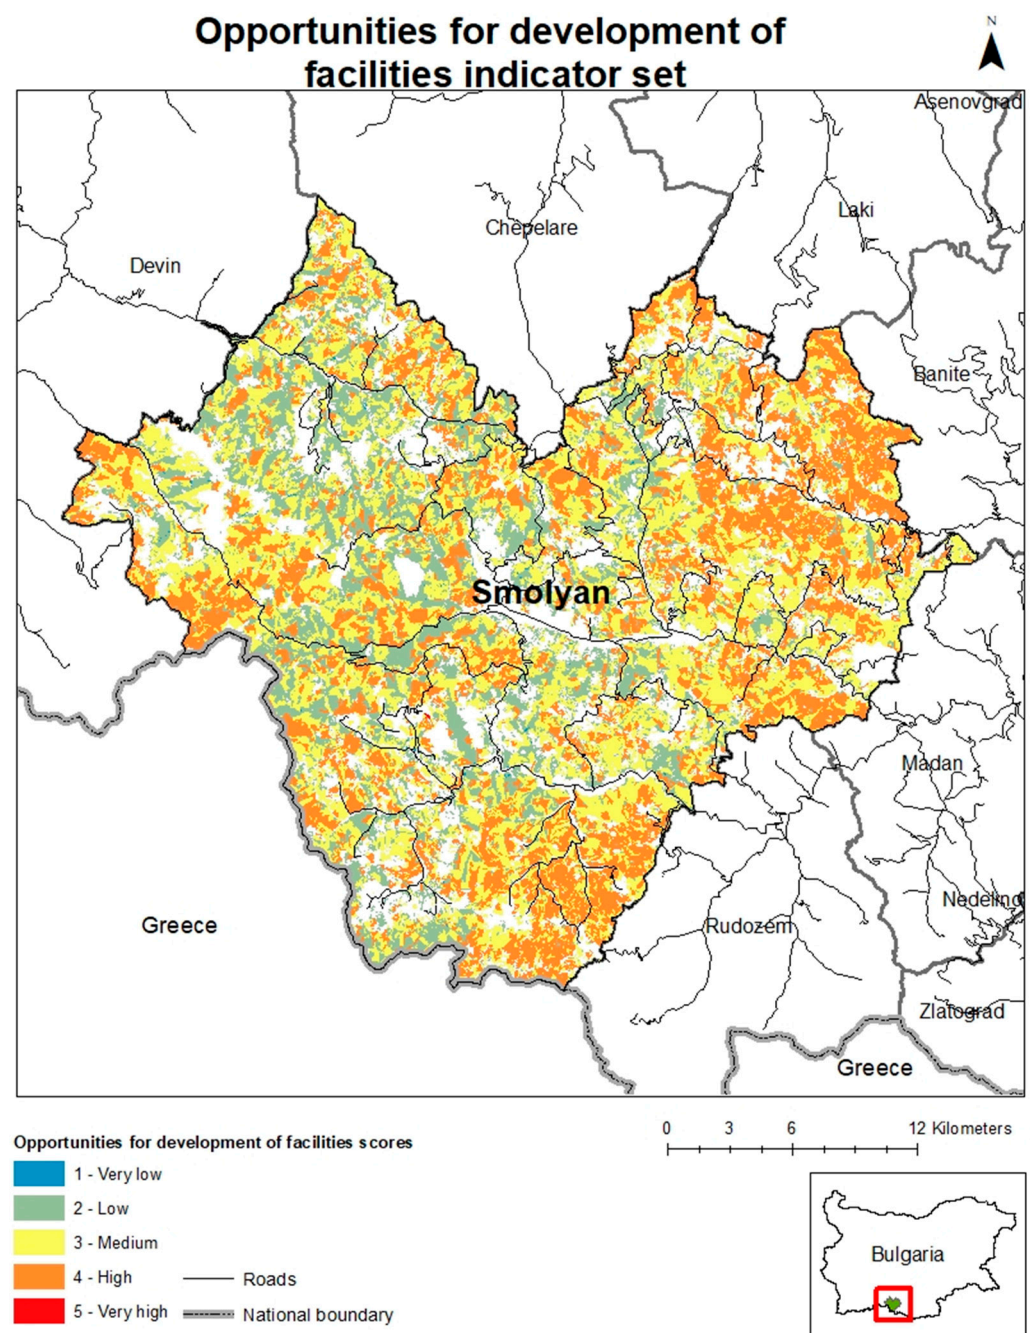 Opportunities for development of
facilities indicator set
N
Asenovgrad
Laki
Chepelare
Devin
Banite
Smolyan
Madan
Nedelino
Greece
Rudozem
Zlatograd
Greece
Opportunities for development of facilities scores
0 3 6 12 Kilometers
1 - Very low
2 - Low
3 - Medium
4 - High
Roads
5 - Very high
National boundary
Bulgaria